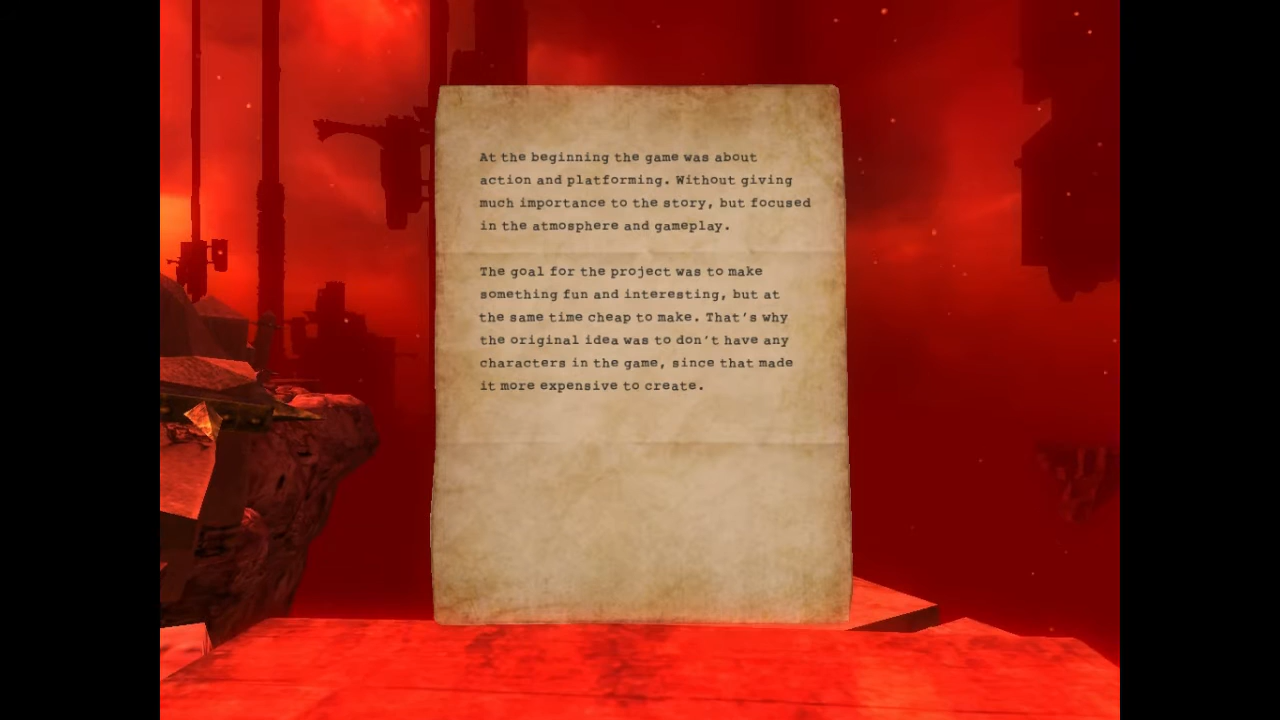 At the beginning the game was about
action and platforming. Without giving
much importance to the story, but focused
in the atmosphere and gameplay.
The goal for the project was to make
something fun and interesting, but at
the same time cheap to make. That's why
the original idea was to don't have any
characters in the game, since that made
it more expensive to create.